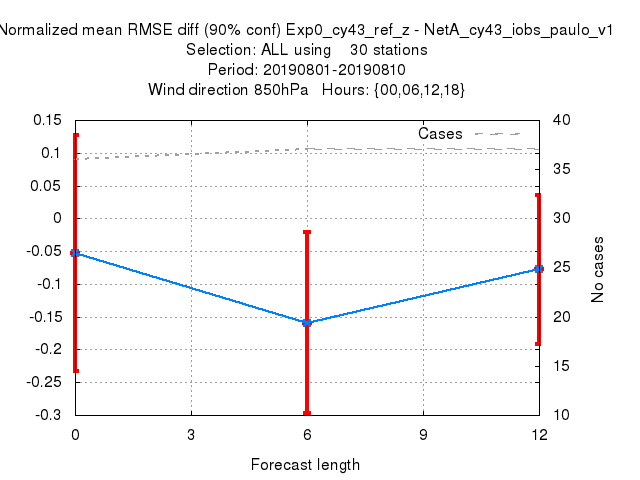 Normalized mean RMSE diff (90% conf) Exp0_cy43_ref_z - NetA_cy43_iobs_paulo_v1
Selection: ALL using 30 stations
Period: 20190801-20190810
Wind direction 850hPa Hours: {00,06,12,18}
0.15
0.1
0.05
0
-0.05
-0.1
-0.15
-0.2
-0.25
-0.3
Cases
40
35
30
25
20
15
10
No cases
0 3 6 9 12
Forecast length